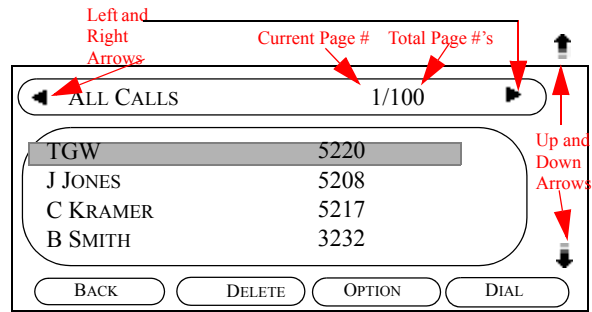 Left and
Right
Arrows
Current Page # Total Page #'s
ALL CALLS 1/100
Up and
Down
Arrows
TGW 5220
J JONES 5208
C KRAMER 5217
B SMITH 3232
BACK DELETE OPTION DIAL